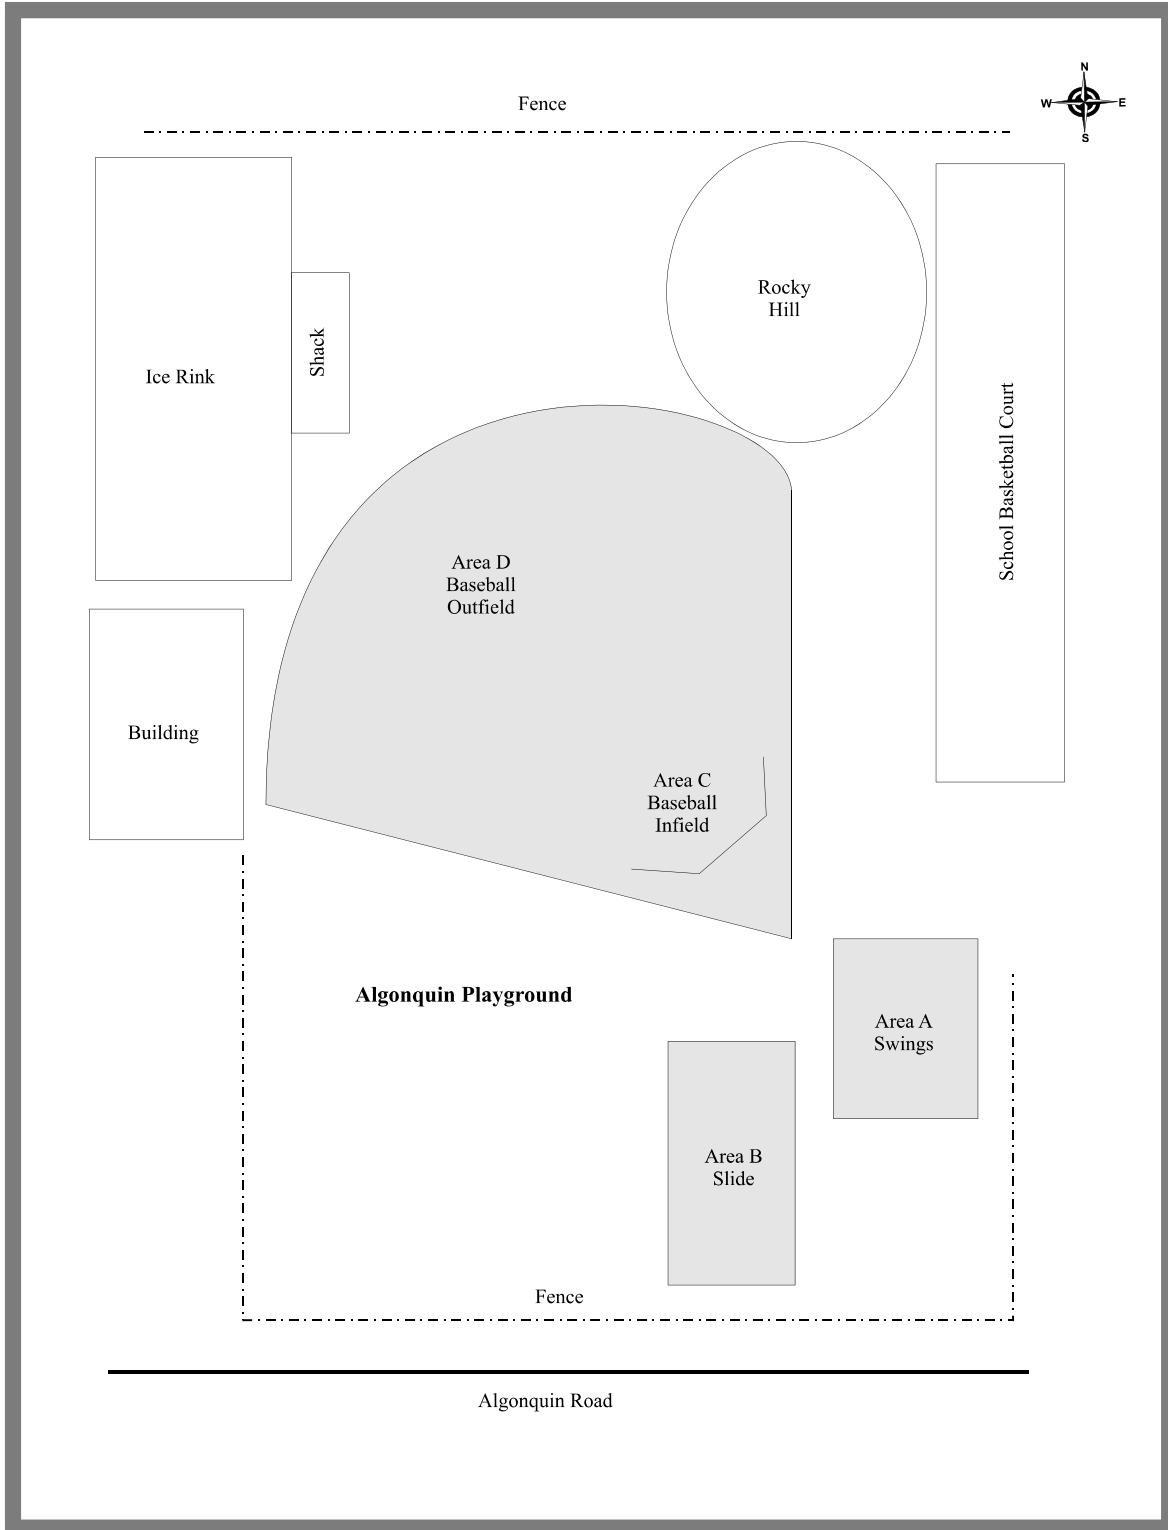 N
W E
S
Fence
Rocky
Hill
Shack
Ice Rink
School Basketball Court
Area D
Baseball
Outfield
Building
Area C
Baseball
Infield
Algonquin Playground
Area A
Swings
Area B
Slide
Fence
Algonquin Road